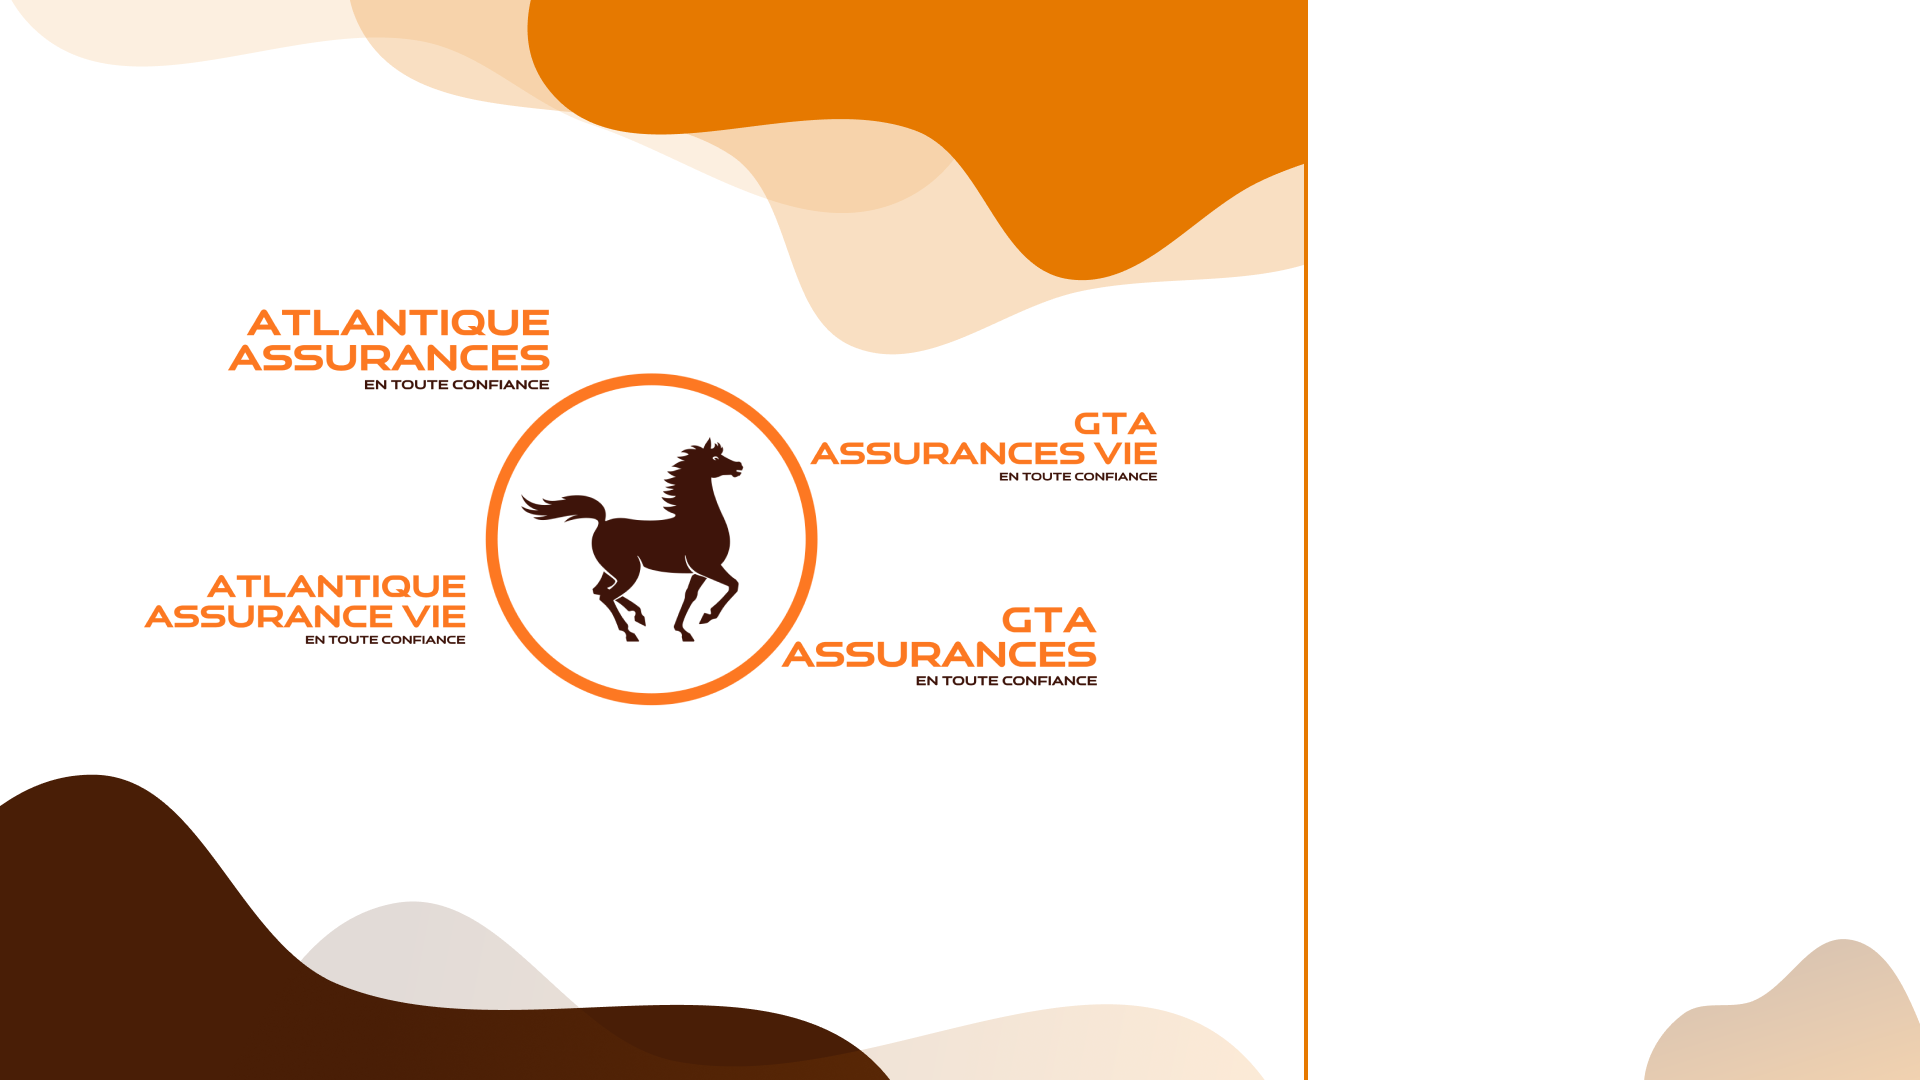 ATLANTIQUE
ASSURANCES
EN TOUTE CONFIANCE
GTA
ASSURANCES VIE
EN TOUTE CONFIANCE
ATLANTIQUE
ASSURANCE VIE
EN TOUTE CONFIANCE
GTA
ASSURANCES
EN TOUTE CONFIANCE